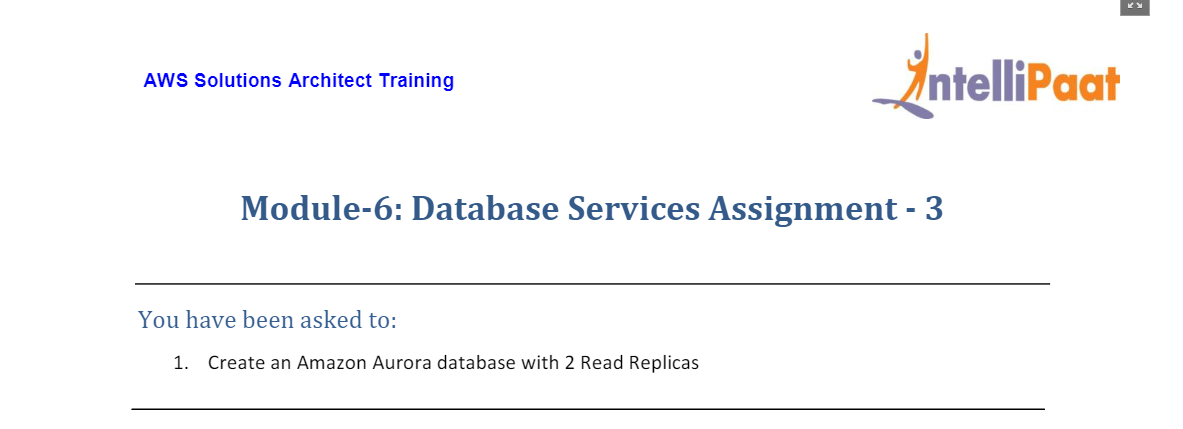 AWS Solutions Architect Training
IntelliPaat
Module-6: Database Services Assignment - 3
You have been asked to:
1. Create an Amazon Aurora database with 2 Read Replicas